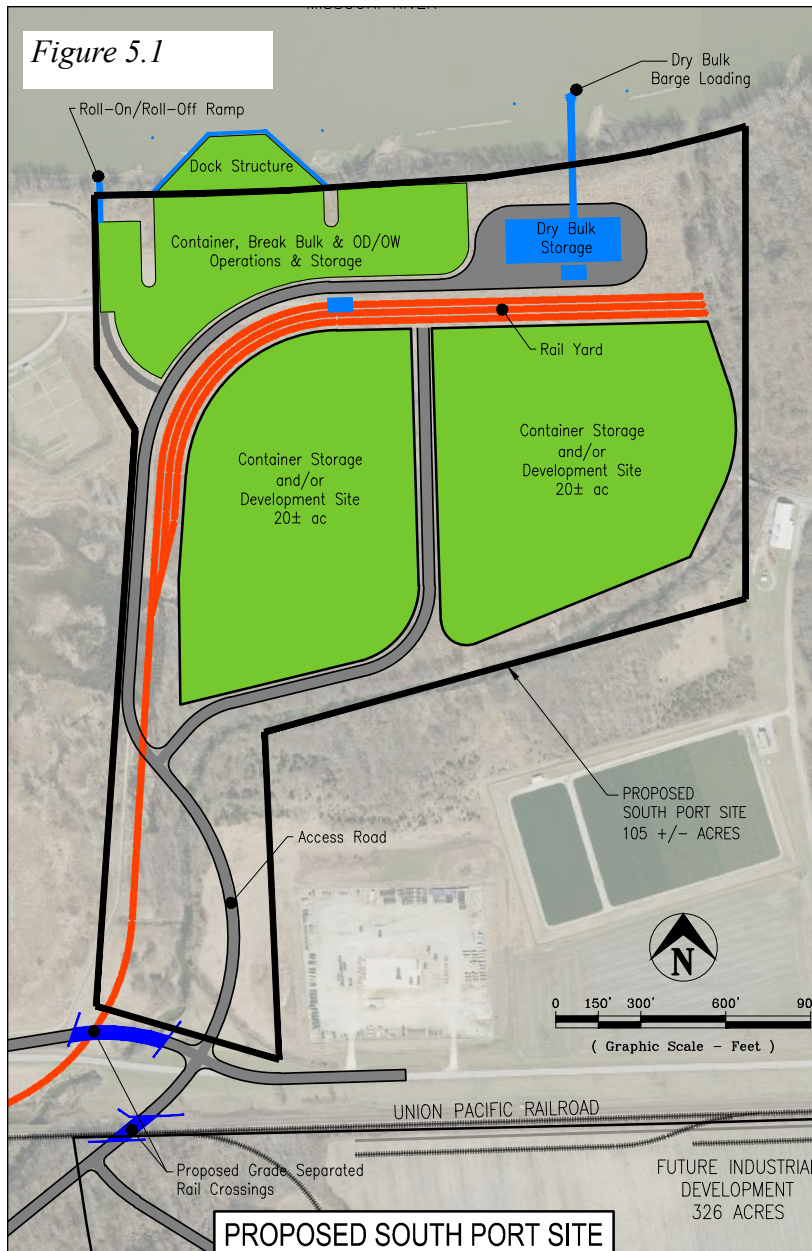 MISSOURI RIVER
Figure 5.1
Dry Bulk
Barge Loading
Roll-On/Roll-Off Ramp
Dock Structure
Container, Break Bulk & OD/OW
Operations & Storage
Dry Bulk
Storage
Rail Yard
Container Storage
and/or
Development Site
20± ac
Container Storage
and/or
Development Site
20± ac
PROPOSED
SOUTH PORT SITE
105 +/- ACRES
Access Road
N
0 150' 300' 600' 90
( Graphic Scale - Feet )
UNION PACIFIC RAILROAD
Proposed Grade Separated
Rail Crossings
FUTURE INDUSTRIAL
DEVELOPMENT
326 ACRES
PROPOSED SOUTH PORT SITE